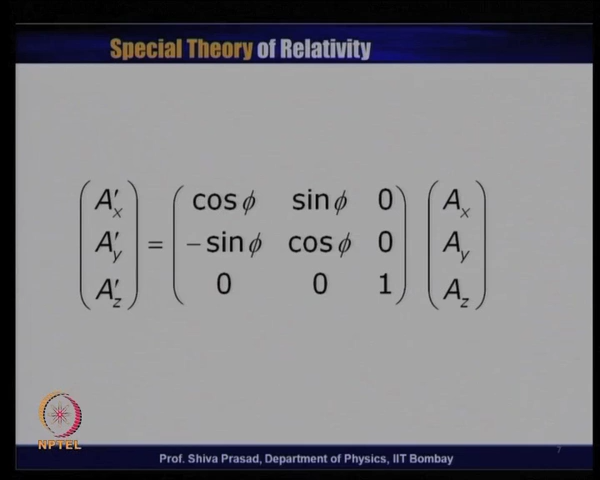 Special Theory of Relativity
A′x cos ϕ sin ϕ 0 Ax
A′y = − sin ϕ cos ϕ 0 Ay
A′z 0 0 1 Az
NPTEL
7
Prof. Shiva Prasad, Department of Physics, IIT Bombay